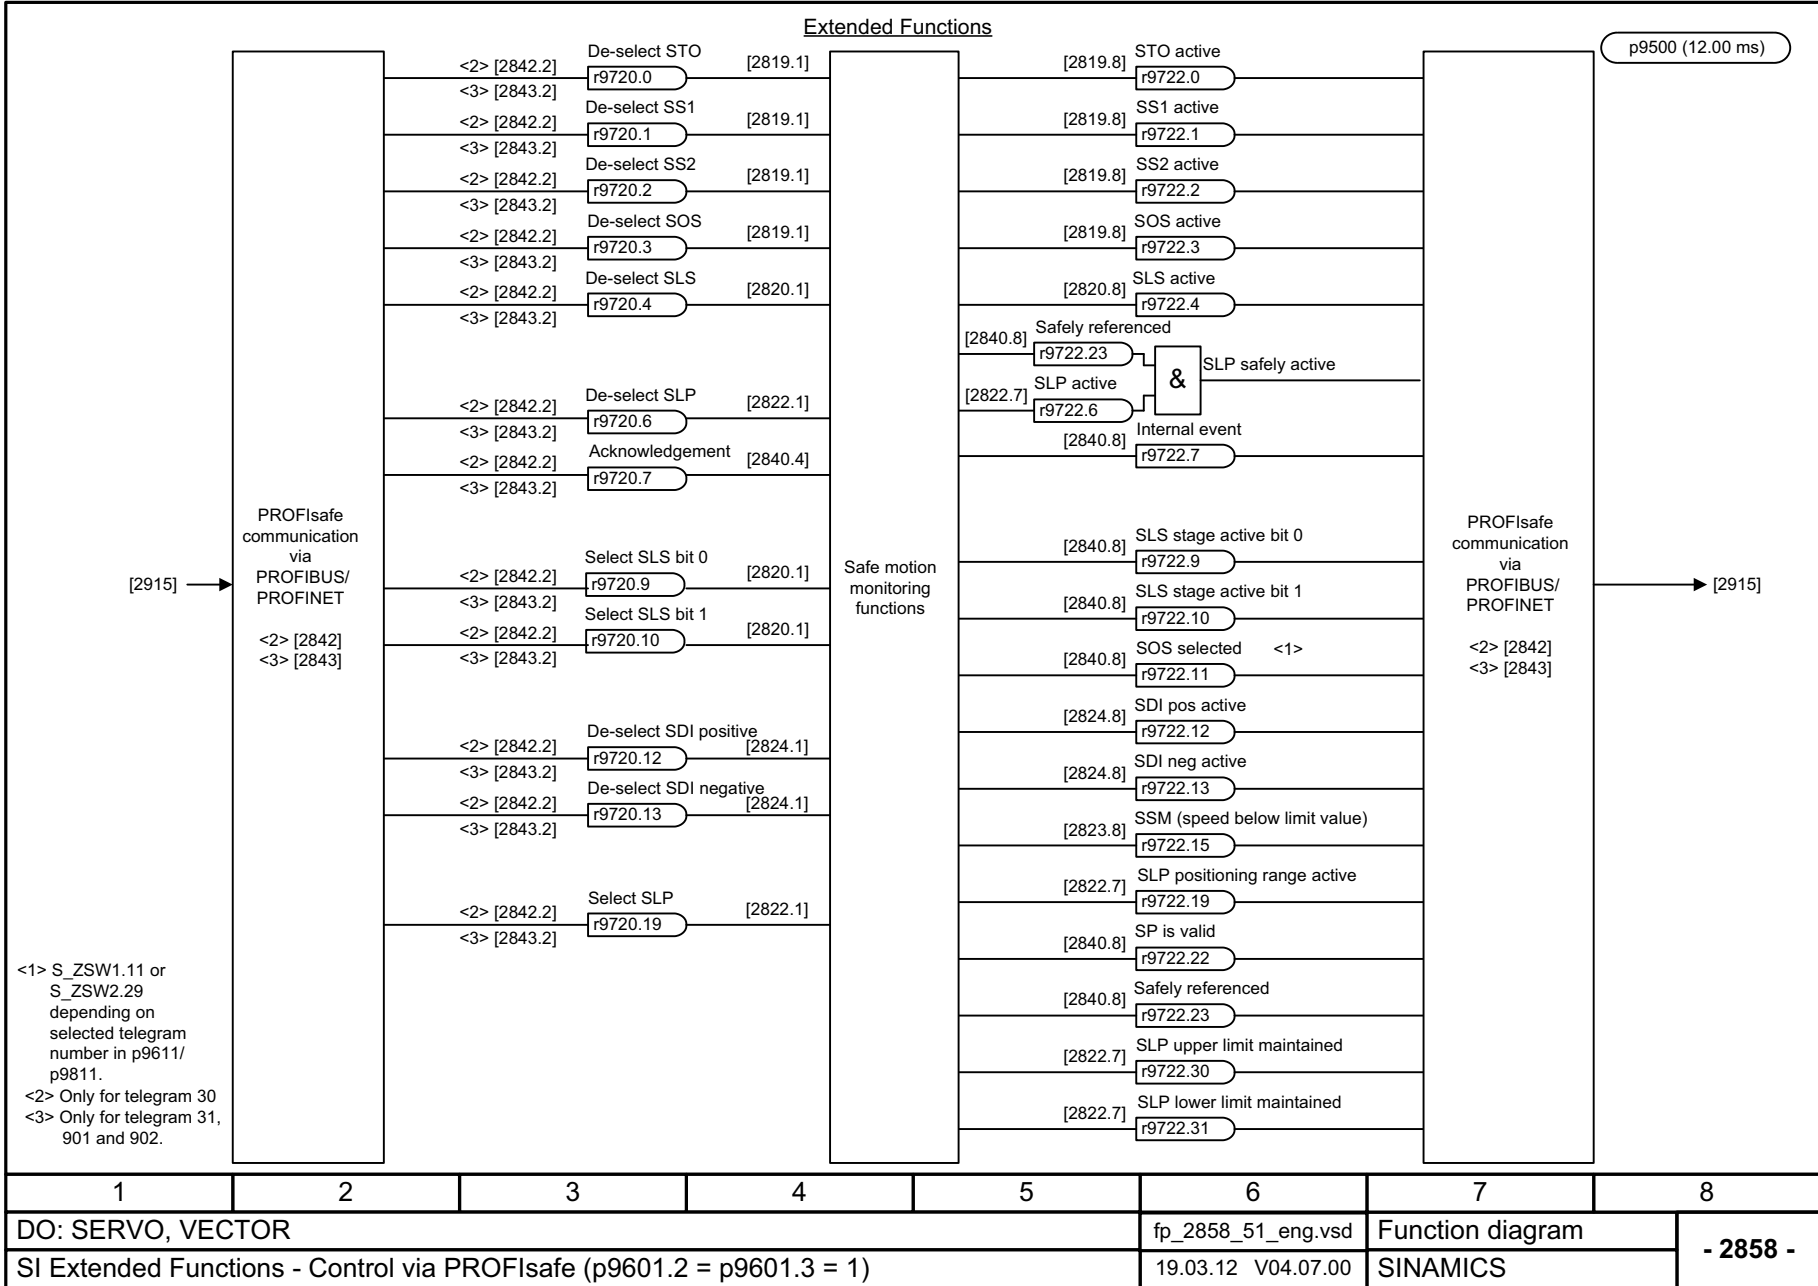 Extended Functions
p9500 (12.00 ms)
[2915]
PROFIsafe
communication
via
PROFIBUS/
PROFINET
<2> [2842]
<3> [2843]
De-select STO
<2> [2842.2]
r9720.0
[2819.1]
<3> [2843.2]
De-select SS1
<2> [2842.2]
r9720.1
[2819.1]
<3> [2843.2]
De-select SS2
<2> [2842.2]
r9720.2
[2819.1]
<3> [2843.2]
De-select SOS
<2> [2842.2]
r9720.3
[2819.1]
<3> [2843.2]
De-select SLS
<2> [2842.2]
r9720.4
[2820.1]
<3> [2843.2]
De-select SLP
<2> [2842.2]
r9720.6
[2822.1]
<3> [2843.2]
Acknowledgement
<2> [2842.2]
r9720.7
[2840.4]
<3> [2843.2]
Select SLS bit 0
<2> [2842.2]
r9720.9
[2820.1]
<3> [2843.2]
Select SLS bit 1
<2> [2842.2]
r9720.10
[2820.1]
<3> [2843.2]
De-select SDI positive
<2> [2842.2]
r9720.12
[2824.1]
<3> [2843.2]
De-select SDI negative
<2> [2842.2]
r9720.13
[2824.1]
<3> [2843.2]
Select SLP
<2> [2842.2]
r9720.19
[2822.1]
<3> [2843.2]
Safe motion
monitoring
functions
STO active
[2819.8]
r9722.0
SS1 active
[2819.8]
r9722.1
SS2 active
[2819.8]
r9722.2
SOS active
[2819.8]
r9722.3
SLS active
[2820.8]
r9722.4
Safely referenced
[2840.8]
r9722.23
SLP active
[2822.7]
r9722.6
&
SLP safely active
Internal event
[2840.8]
r9722.7
SLS stage active bit 0
[2840.8]
r9722.9
SLS stage active bit 1
[2840.8]
r9722.10
SOS selected <1>
[2840.8]
r9722.11
SDI pos active
[2824.8]
r9722.12
SDI neg active
[2824.8]
r9722.13
SSM (speed below limit value)
[2823.8]
r9722.15
SLP positioning range active
[2822.7]
r9722.19
SP is valid
[2840.8]
r9722.22
Safely referenced
[2840.8]
r9722.23
SLP upper limit maintained
[2822.7]
r9722.30
SLP lower limit maintained
[2822.7]
r9722.31
PROFIsafe
communication
via
PROFIBUS/
PROFINET
<2> [2842]
<3> [2843]
[2915]
<1> S_ZSW1.11 or
S_ZSW2.29
depending on
selected telegram
number in p9611/
p9811.
<2> Only for telegram 30
<3> Only for telegram 31,
901 and 902.
1 2 3 4 5 6 7 8
DO: SERVO, VECTOR
fp_2858_51_eng.vsd
Function diagram
- 2858 -
SI Extended Functions - Control via PROFIsafe (p9601.2 = p9601.3 = 1)
19.03.12 V04.07.00
SINAMICS